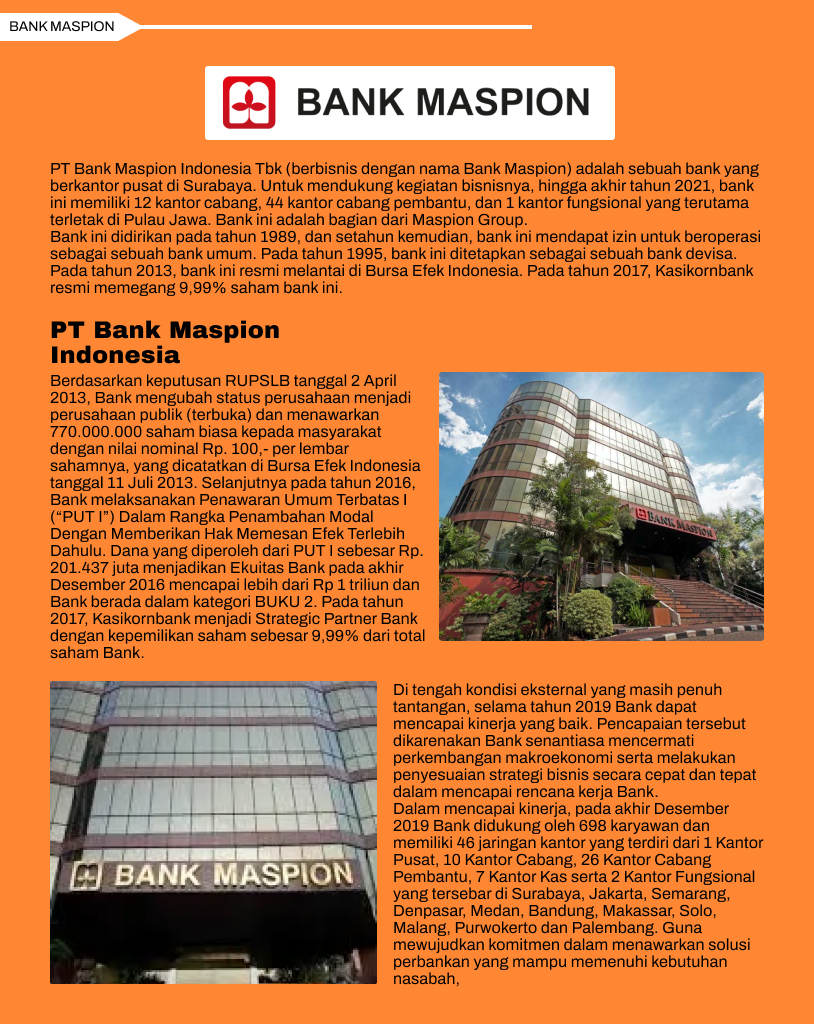 BANK MASPION
BANK MASPION
PT Bank Maspion Indonesia Tbk (berbisnis dengan nama Bank Maspion) adalah sebuah bank yang
berkantor pusat di Surabaya. Untuk mendukung kegiatan bisnisnya, hingga akhir tahun 2021, bank
ini memiliki 12 kantor cabang, 44 kantor cabang pembantu, dan 1 kantor fungsional yang terutama
terletak di Pulau Jawa. Bank ini adalah bagian dari Maspion Group.
Bank ini didirikan pada tahun 1989, dan setahun kemudian, bank ini mendapat izin untuk beroperasi
sebagai sebuah bank umum. Pada tahun 1995, bank ini ditetapkan sebagai sebuah bank devisa.
Pada tahun 2013, bank ini resmi melantai di Bursa Efek Indonesia. Pada tahun 2017, Kasikornbank
resmi memegang 9,99% saham bank ini.
PT Bank Maspion
Indonesia
Berdasarkan keputusan RUPSLB tanggal 2 April
2013, Bank mengubah status perusahaan menjadi
perusahaan publik (terbuka) dan menawarkan
770.000.000 saham biasa kepada masyarakat
dengan nilai nominal Rp. 100,- per lembar
sahamnya, yang dicatatkan di Bursa Efek Indonesia
tanggal 11 Juli 2013. Selanjutnya pada tahun 2016,
Bank melaksanakan Penawaran Umum Terbatas I
(“PUT I”) Dalam Rangka Penambahan Modal
Dengan Memberikan Hak Memesan Efek Terlebih
Dahulu. Dana yang diperoleh dari PUT I sebesar Rp.
201.437 juta menjadikan Ekuitas Bank pada akhir
Desember 2016 mencapai lebih dari Rp 1 triliun dan
Bank berada dalam kategori BUKU 2. Pada tahun
2017, Kasikornbank menjadi Strategic Partner Bank
dengan kepemilikan saham sebesar 9,99% dari total
saham Bank.
BANK MASPION
BANK MASPION
Di tengah kondisi eksternal yang masih penuh
tantangan, selama tahun 2019 Bank dapat
mencapai kinerja yang baik. Pencapaian tersebut
dikarenakan Bank senantiasa mencermati
perkembangan makroekonomi serta melakukan
penyesuaian strategi bisnis secara cepat dan tepat
dalam mencapai rencana kerja Bank.
Dalam mencapai kinerja, pada akhir Desember
2019 Bank didukung oleh 698 karyawan dan
memiliki 46 jaringan kantor yang terdiri dari 1 Kantor
Pusat, 10 Kantor Cabang, 26 Kantor Cabang
Pembantu, 7 Kantor Kas serta 2 Kantor Fungsional
yang tersebar di Surabaya, Jakarta, Semarang,
Denpasar, Medan, Bandung, Makassar, Solo,
Malang, Purwokerto dan Palembang. Guna
mewujudkan komitmen dalam menawarkan solusi
perbankan yang mampu memenuhi kebutuhan
nasabah,